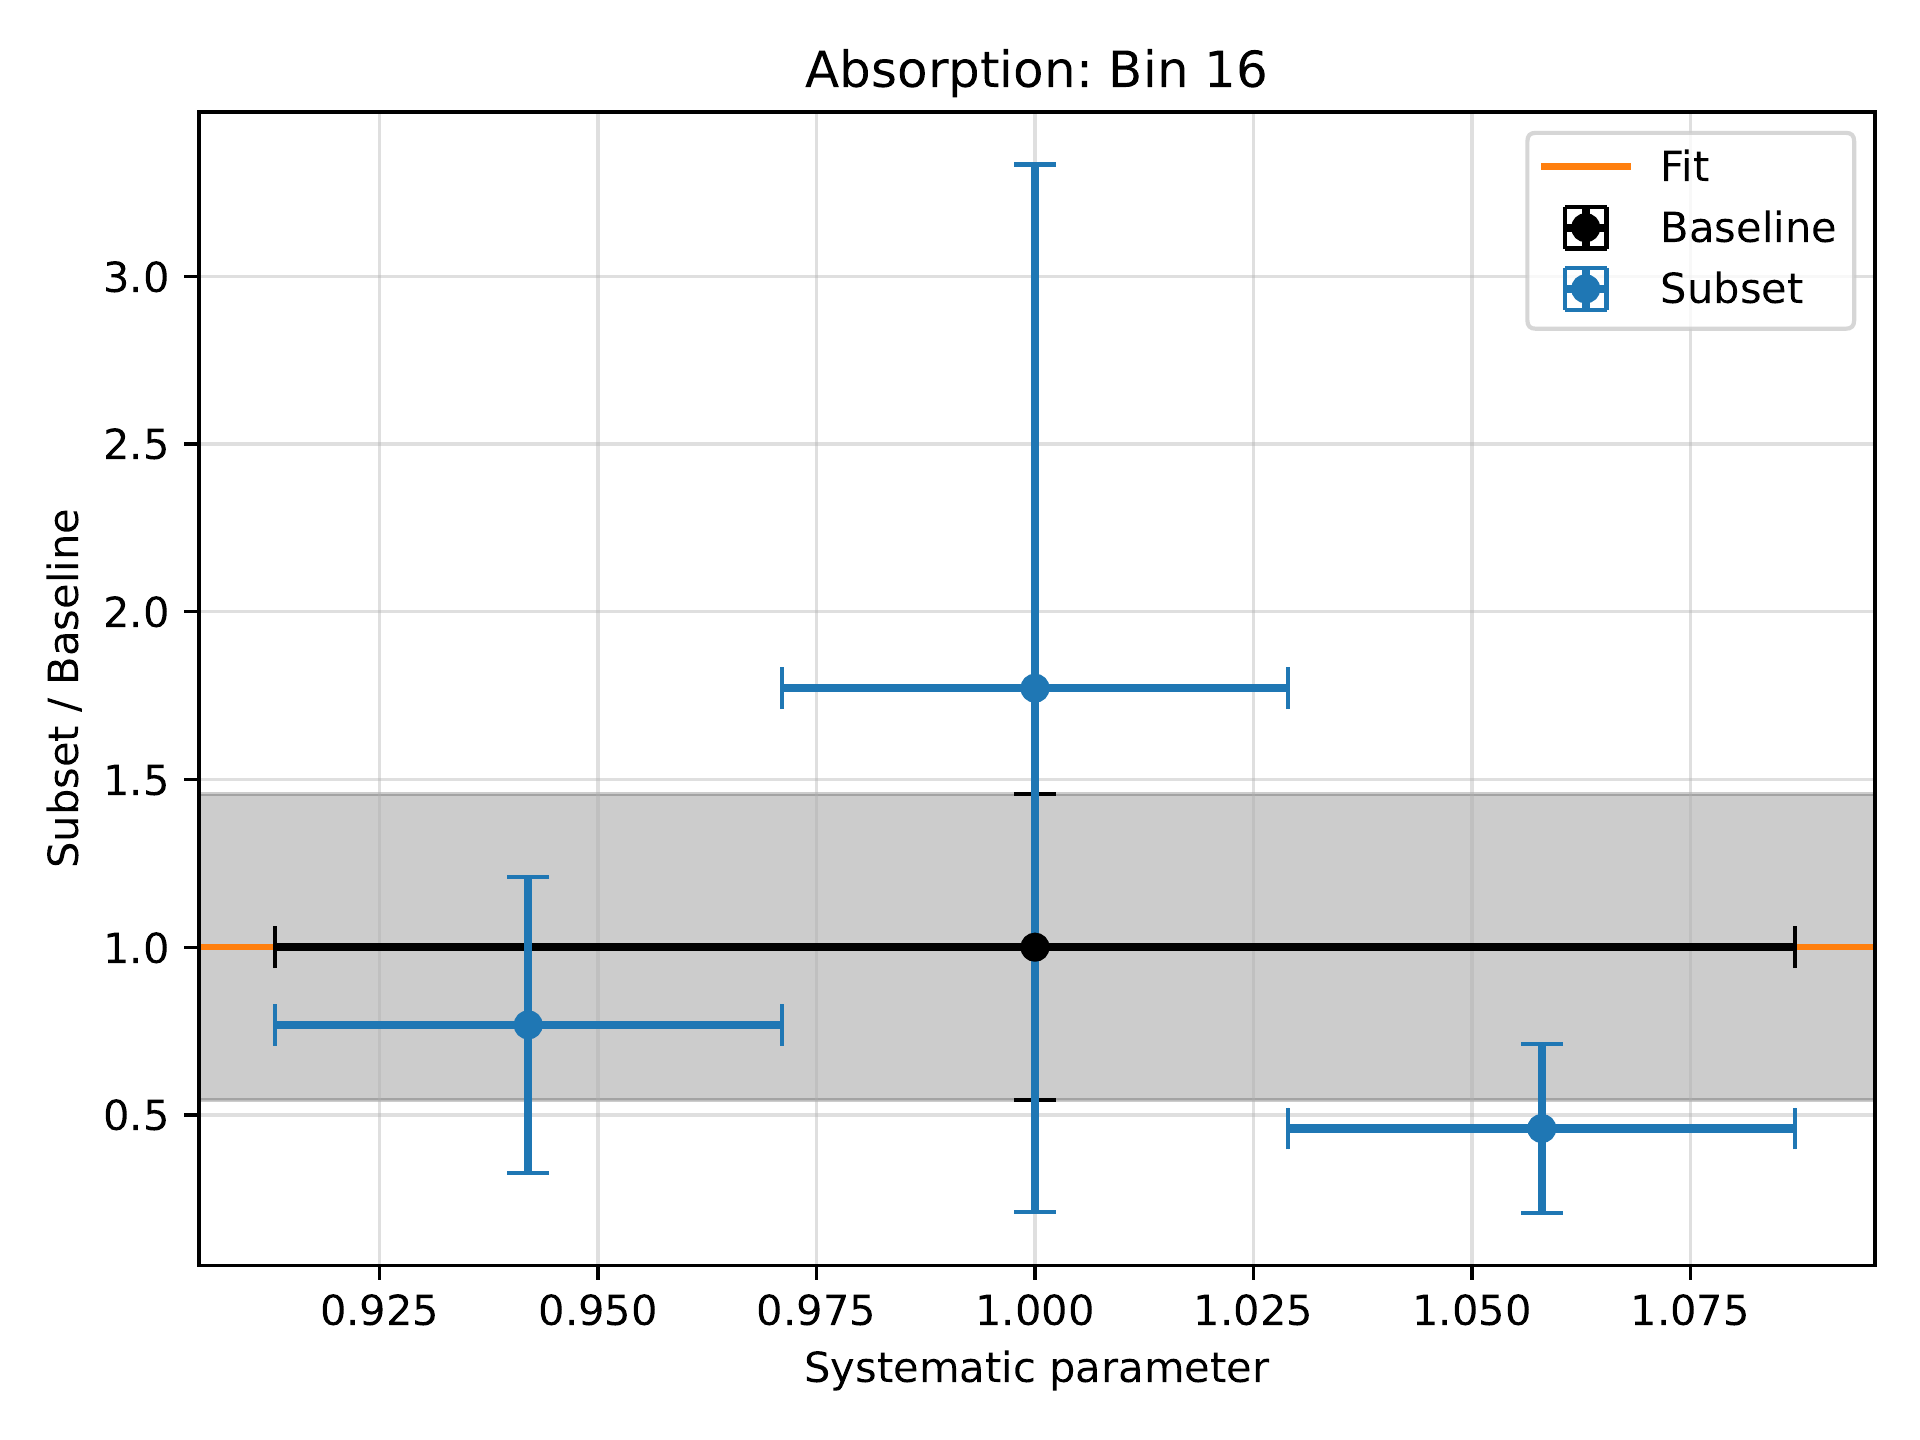 Absorption: Bin 16
Fit
Baseline
Subset
Subset / Baseline
3.0
2.5
2.0
1.5
1.0
0.5
0.925 0.950 0.975 1.000 1.025 1.050 1.075
Systematic parameter